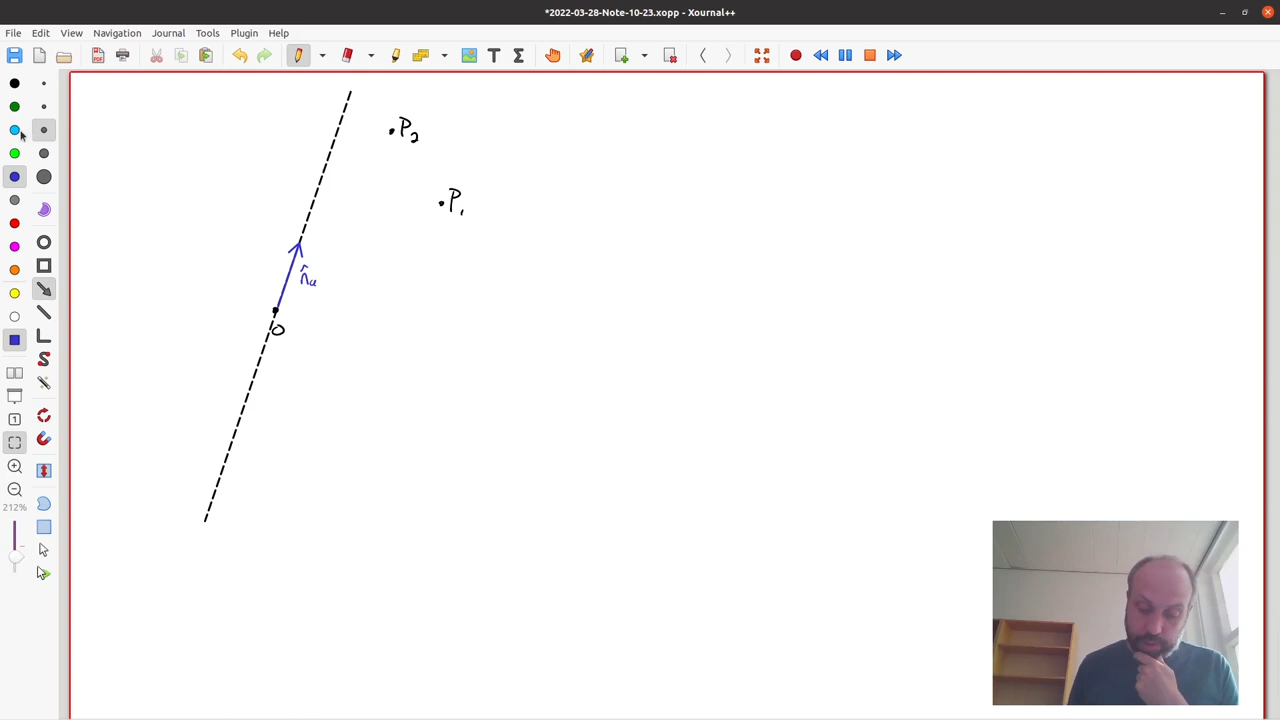 *2022-03-28-Note-10-23.xopp - Xournal++
File Edit View Navigation Journal Tools Plugin Help
P₂
P₁
n̂ᵤ
O
212%